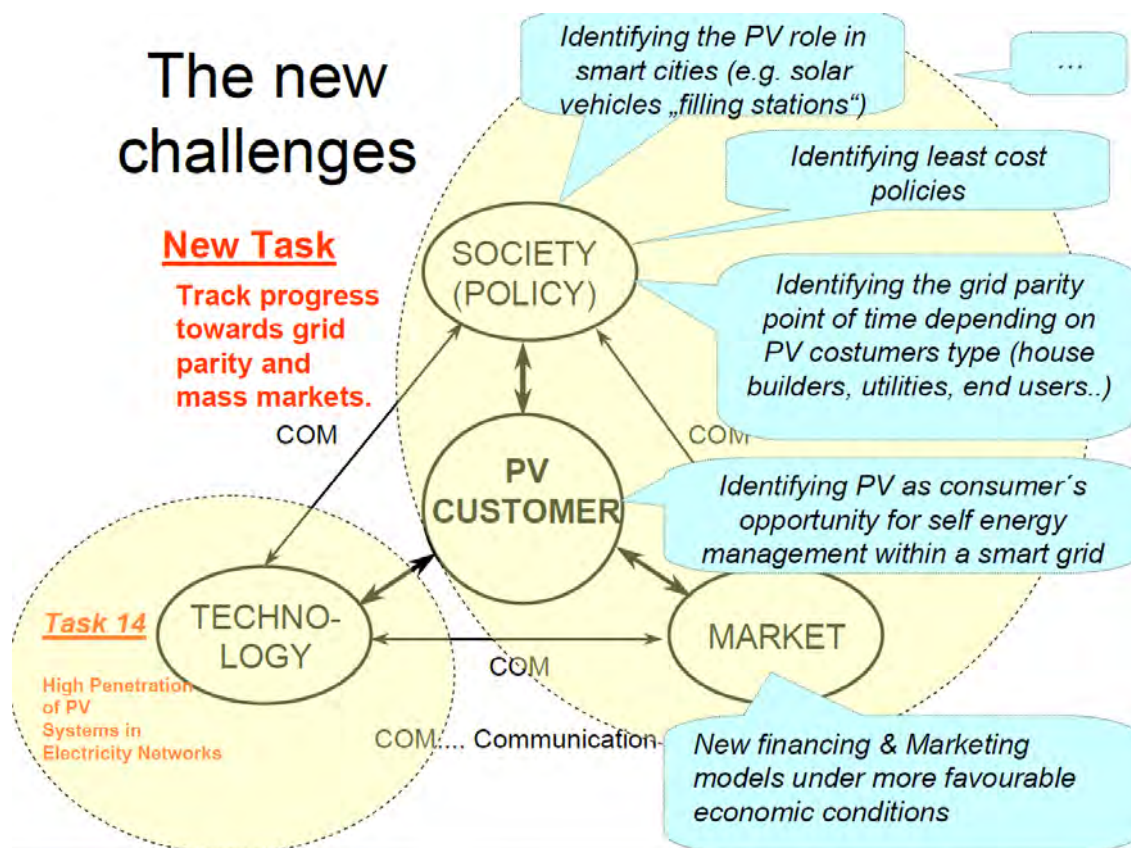 The new
challenges
Identifying the PV role in
smart cities (e.g. solar
vehicles „filling stations“)
...
Identifying least cost
policies
New Task
Track progress
towards grid
parity and
mass markets.
SOCIETY
(POLICY)
Identifying the grid parity
point of time depending on
PV costumers type (house
builders, utilities, end users..)
COM
COM
PV
CUSTOMER
Identifying PV as consumer´s
opportunity for self energy
management within a smart grid
Task 14
TECHNO-
LOGY
MARKET
COM
High Penetration
of PV
Systems in
Electricity Networks
COM.... Communication
New financing & Marketing
models under more favourable
economic conditions